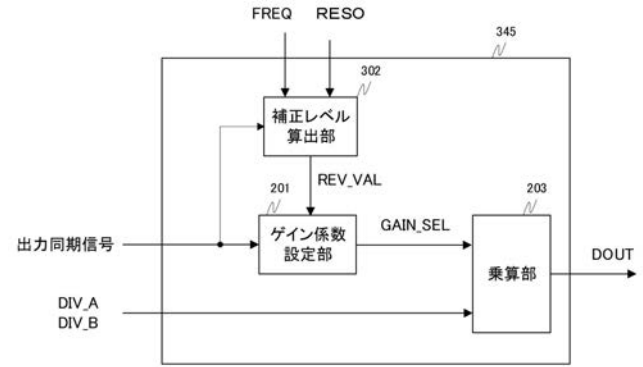 FREQ RESO
345
302
補正レベル
算出部
REV_VAL
201
203
ゲイン係数
設定部
GAIN_SEL
出力同期信号
乗算部
DOUT
DIV_A
DIV_B